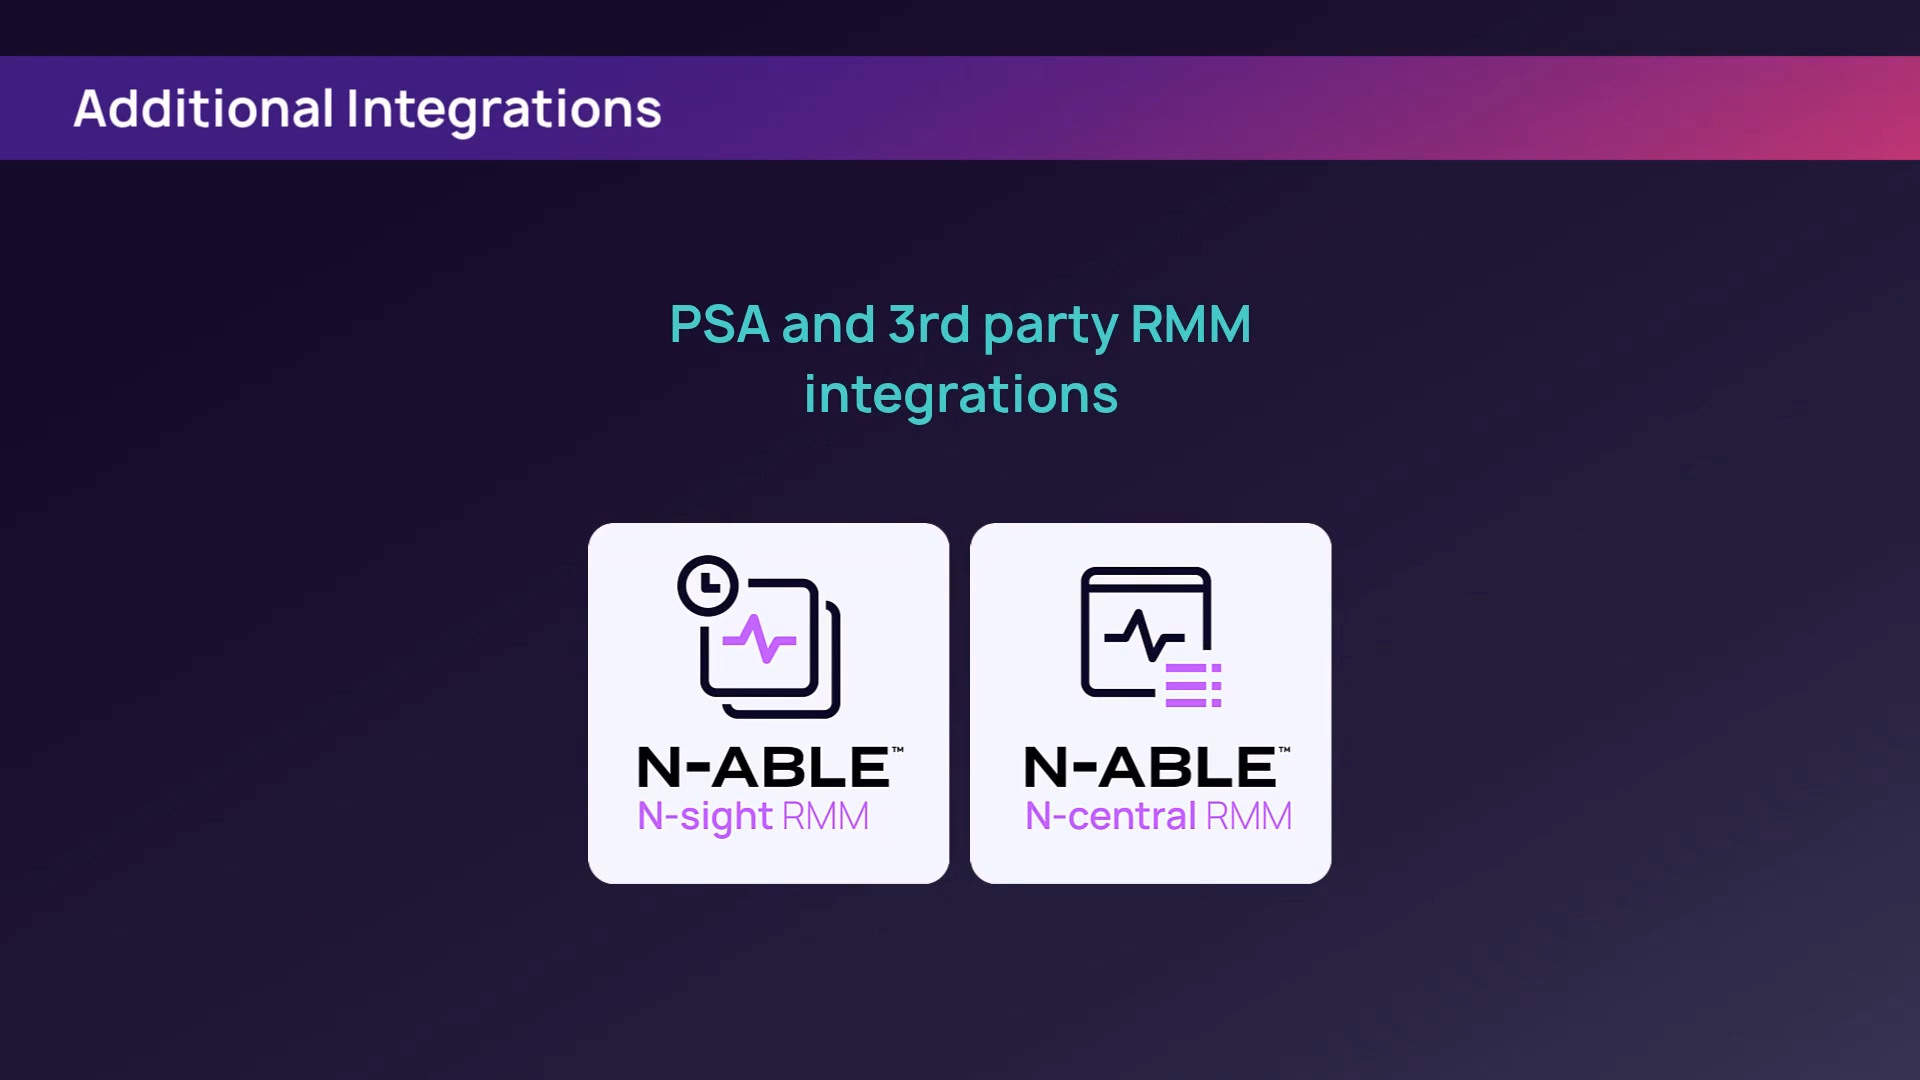 Additional Integrations
PSA and 3rd party RMM
integrations
N-ABLE™
N-sight RMM
N-ABLE™
N-central RMM